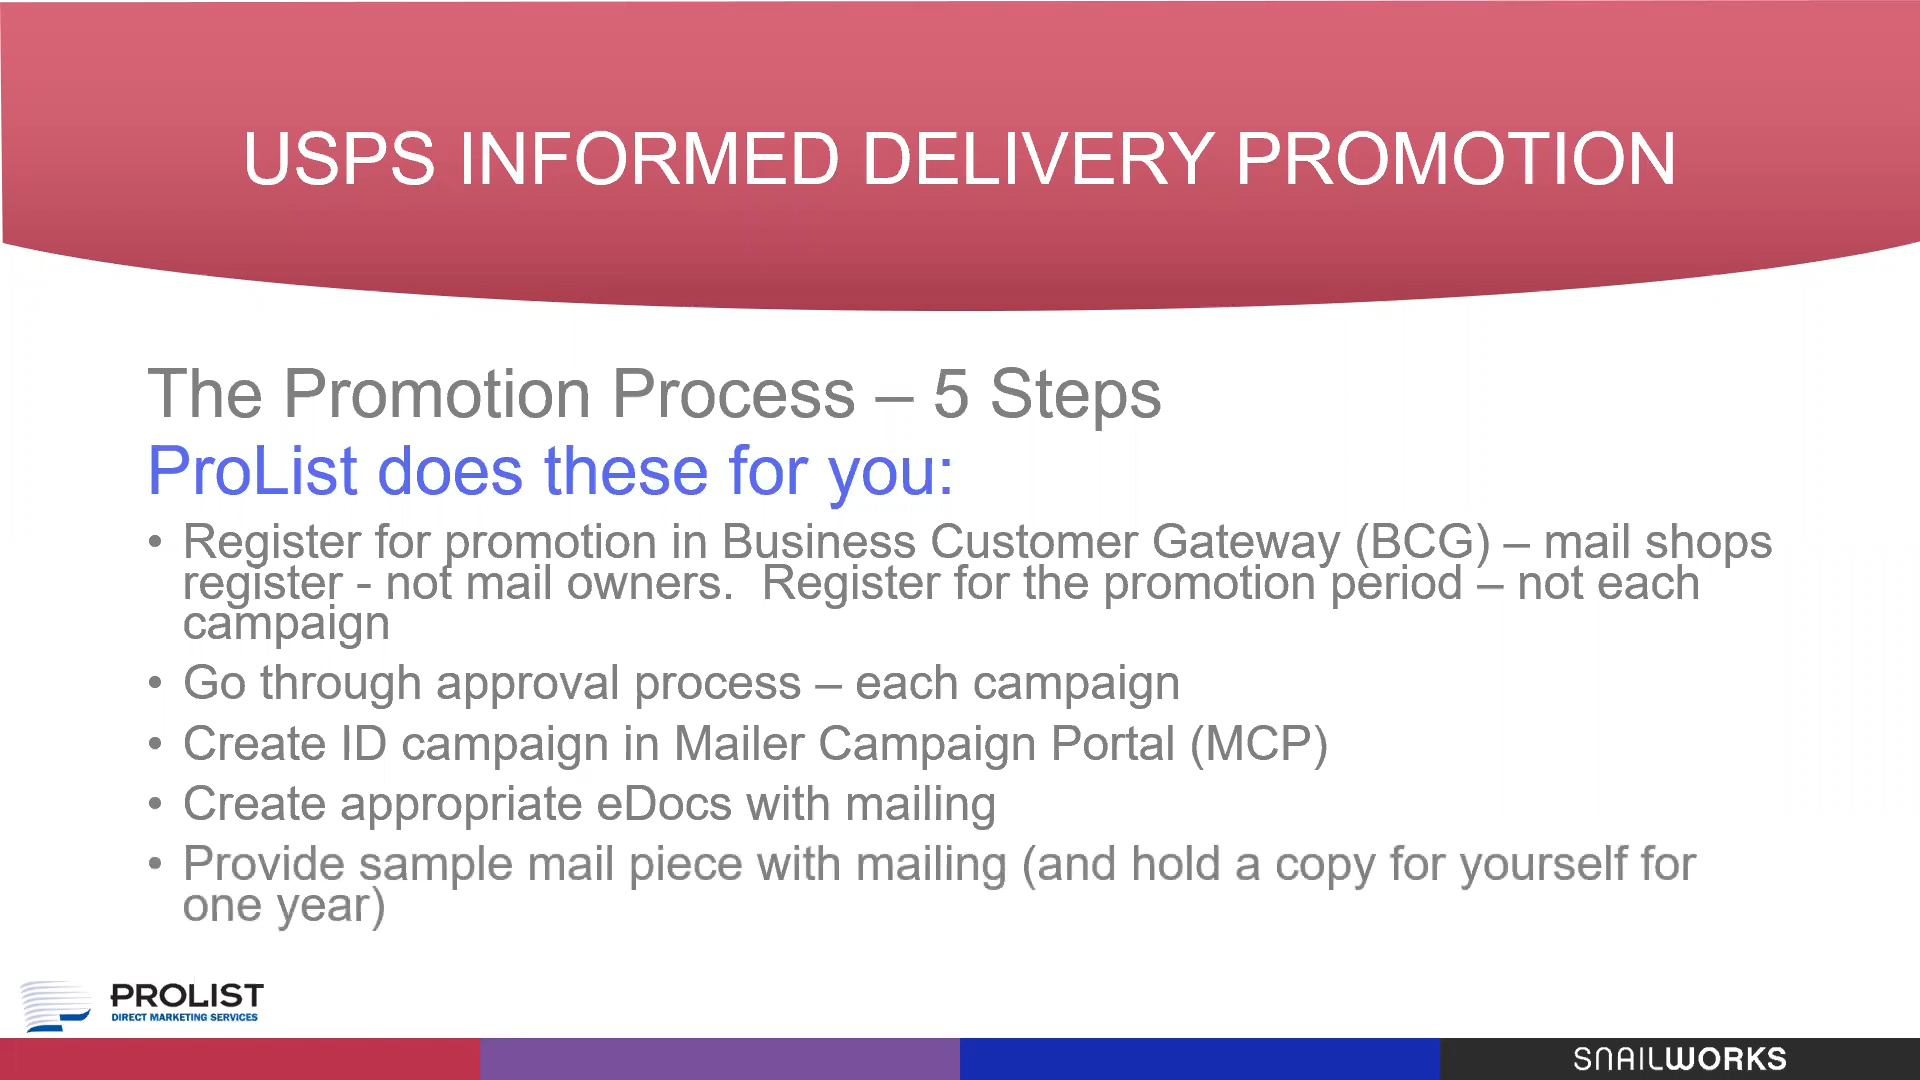 USPS INFORMED DELIVERY PROMOTION
The Promotion Process – 5 Steps
ProList does these for you:
• Register for promotion in Business Customer Gateway (BCG) – mail shops
register - not mail owners.  Register for the promotion period – not each
campaign
• Go through approval process – each campaign
• Create ID campaign in Mailer Campaign Portal (MCP)
• Create appropriate eDocs with mailing
• Provide sample mail piece with mailing (and hold a copy for yourself for
one year)
PROLIST
DIRECT MARKETING SERVICES
SNAILWORKS